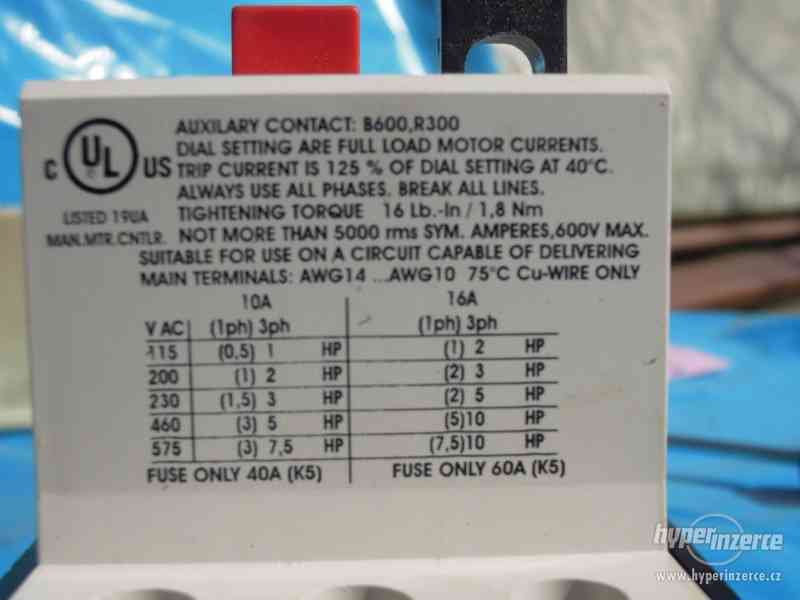 AUXILARY CONTACT: B600,R300
DIAL SETTING ARE FULL LOAD MOTOR CURRENTS.
C UL US TRIP CURRENT IS 125 % OF DIAL SETTING AT 40°C.
ALWAYS USE ALL PHASES. BREAK ALL LINES.
LISTED 19UA TIGHTENING TORQUE 16 Lb.-In / 1,8 Nm
MAN.MTR.CNTLR. NOT MORE THAN 5000 rms SYM. AMPERES,600V MAX.
SUITABLE FOR USE ON A CIRCUIT CAPABLE OF DELIVERING
MAIN TERMINALS: AWG14 ...AWG10 75°C Cu-WIRE ONLY
10A 16A
V AC (1ph) 3ph (1ph) 3ph
115 (0,5) 1 HP (1) 2 HP
200 (1) 2 HP (2) 3 HP
230 (1,5) 3 HP (2) 5 HP
460 (3) 5 HP (5)10 HP
575 (3) 7,5 HP (7,5)10 HP
FUSE ONLY 40A (K5) FUSE ONLY 60A (K5)
hyperinzerce
www.hyperinzerce.cz